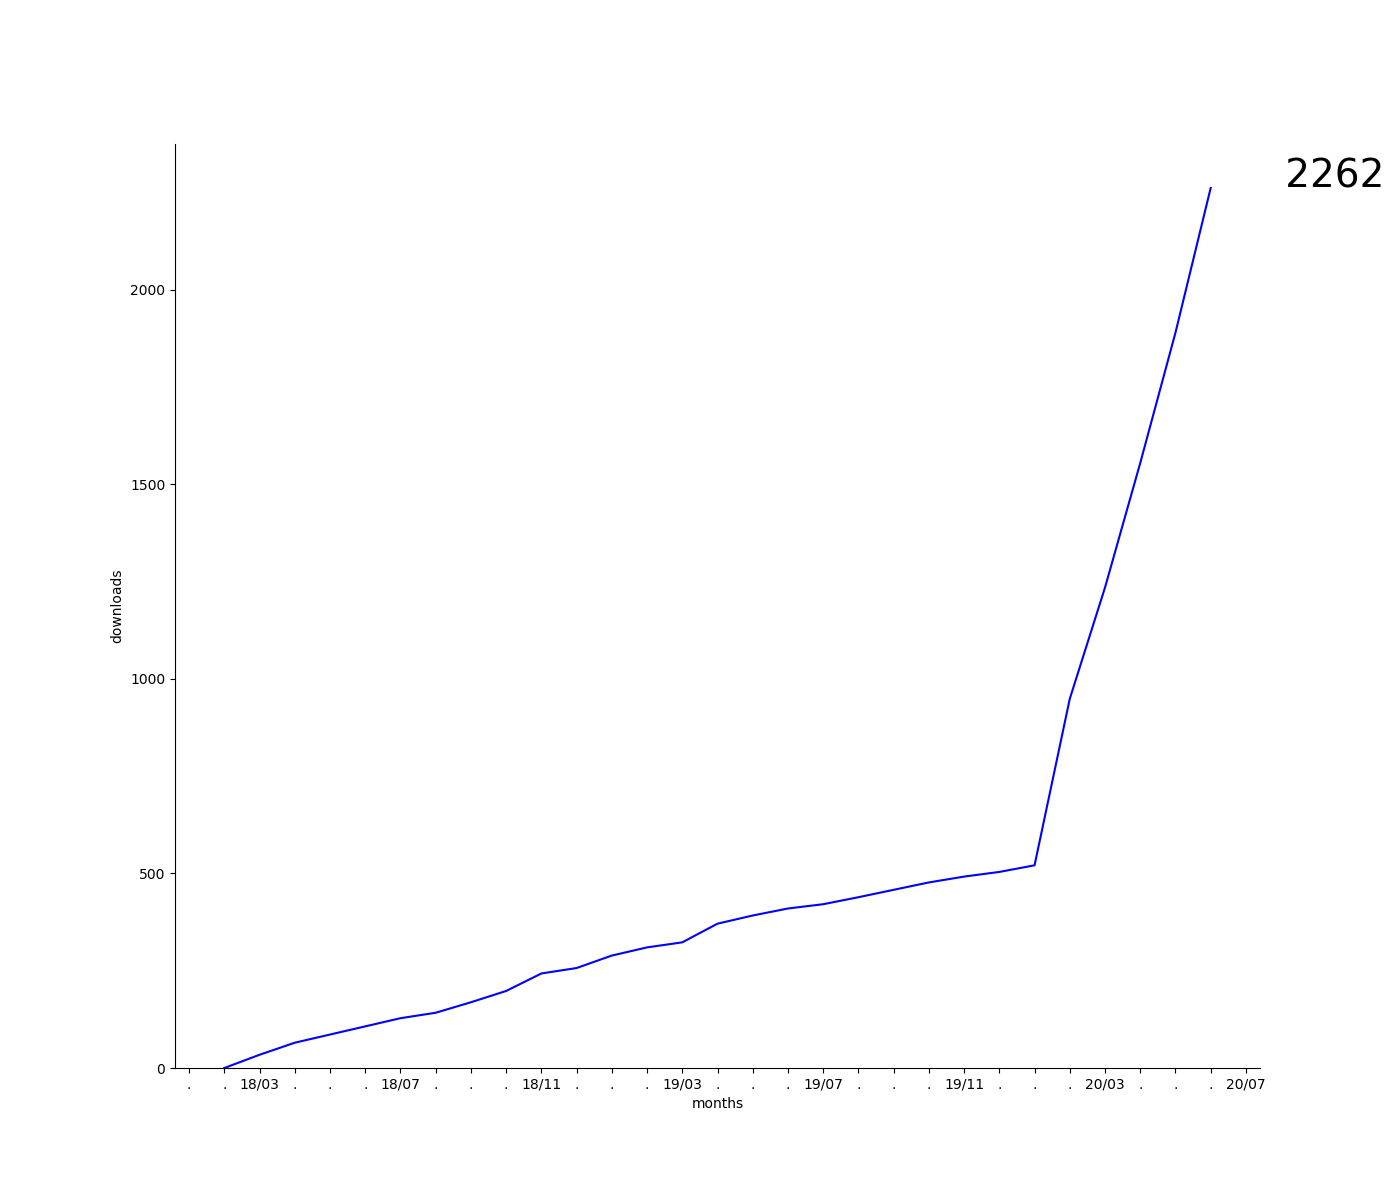 2262
2000
1500
1000
500
0
downloads
. . 18/03 . . . 18/07 . . . 18/11 . . . 19/03 . . . 19/07 . . . 19/11 . . . 20/03 . . . 20/07
months